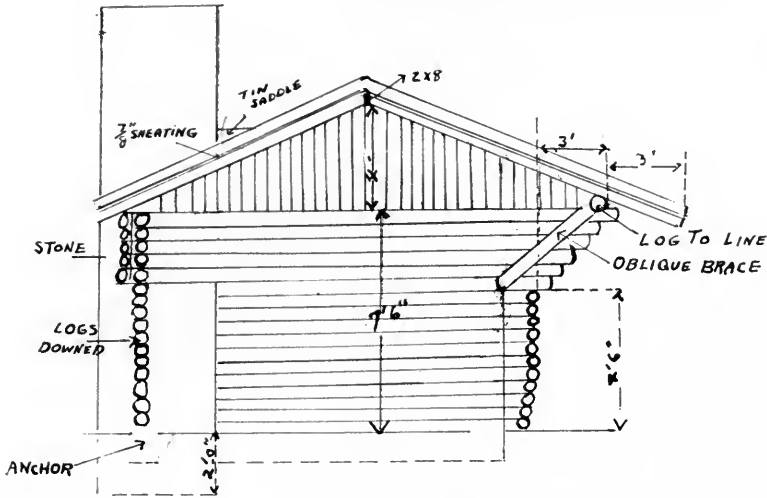 2X8
TIN
SADDLE
7/8" SHEATING
3'
3'
4'
STONE
LOG TO LINE
OBLIQUE BRACE
7'6"
LOGS
DOWNED
ANCHOR
2'0"